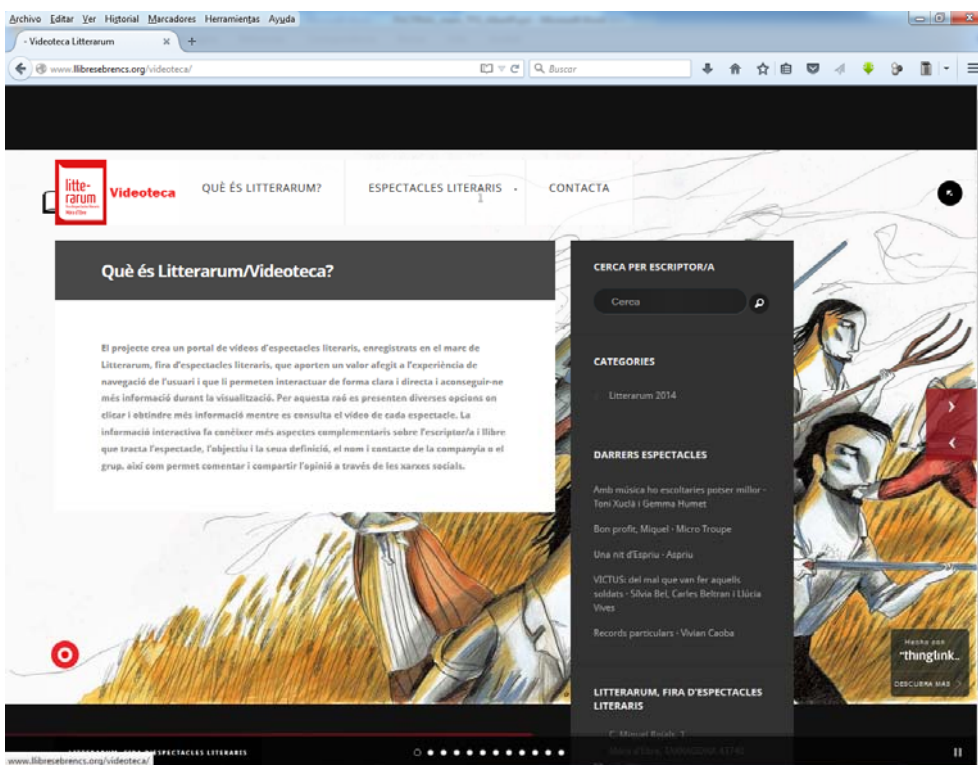 Archivo Editar Ver Historial Marcadores Herramientas Ayuda
- Videoteca Litterarum × +
www.llibresebrencs.org/videoteca/
Buscar
litte-
rarum
Videoteca
QUÈ ÉS LITTERARUM?
ESPECTACLES LITERARIS
CONTACTA
Què és Litterarum/Videoteca?
El projecte crea un portal de vídeos d'espectacles literaris, enregistrats en el marc de
Litterarum, fira d'espectacles literaris, que aporten un valor afegit a l'experiència de
navegació de l'usuari i que li permeten interactuar de forma clara i directa i aconseguir-ne
més informació durant la visualització. Per aquesta raó es presenten diverses opcions on
clicar i obtindre més informació mentre es consulta el vídeo de cada espectacle. La
informació interactiva fa conèixer més aspectes complementaris sobre l'escriptor/a i llibre
que tracta l'espectacle, l'objectiu i la seua definició, el nom i contacte de la companyia o el
grup, així com permet comentar i compartir l'opinió a través de les xarxes socials.
CERCA PER ESCRIPTOR/A
Cerca
CATEGORIES
Litterarum 2014
DARRERS ESPECTACLES
Amb música ho escoltaries potser millor -
Toni Xuclà i Gemma Humet
Bon profit, Miquel - Micro Troupe
Una nit d'Espriu - Aspriu
VICTUS: del mal que van fer aquells
soldats - Sílvia Bel, Carles Beltran i Llúcia
Vives
Records particulars - Vivian Caoba
LITTERARUM, FIRA D'ESPECTACLES
LITERARIS
Hecho con
thinglink..
DESCUBRA MÁS
LITTERARUM, FIRA D'ESPECTACLES LITERARIS
www.llibresebrencs.org/videoteca/